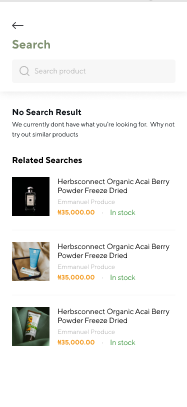 Search
Search product
No Search Result
We currently dont have what you're looking for. Why not
try out similar products
Related Searches
Herbsconnect Organic Acai Berry
Powder Freeze Dried
Emmanuel Produce
₦35,000.00 In stock
Herbsconnect Organic Acai Berry
Powder Freeze Dried
Emmanuel Produce
₦35,000.00 In stock
Herbsconnect Organic Acai Berry
Powder Freeze Dried
Emmanuel Produce
₦35,000.00 In stock